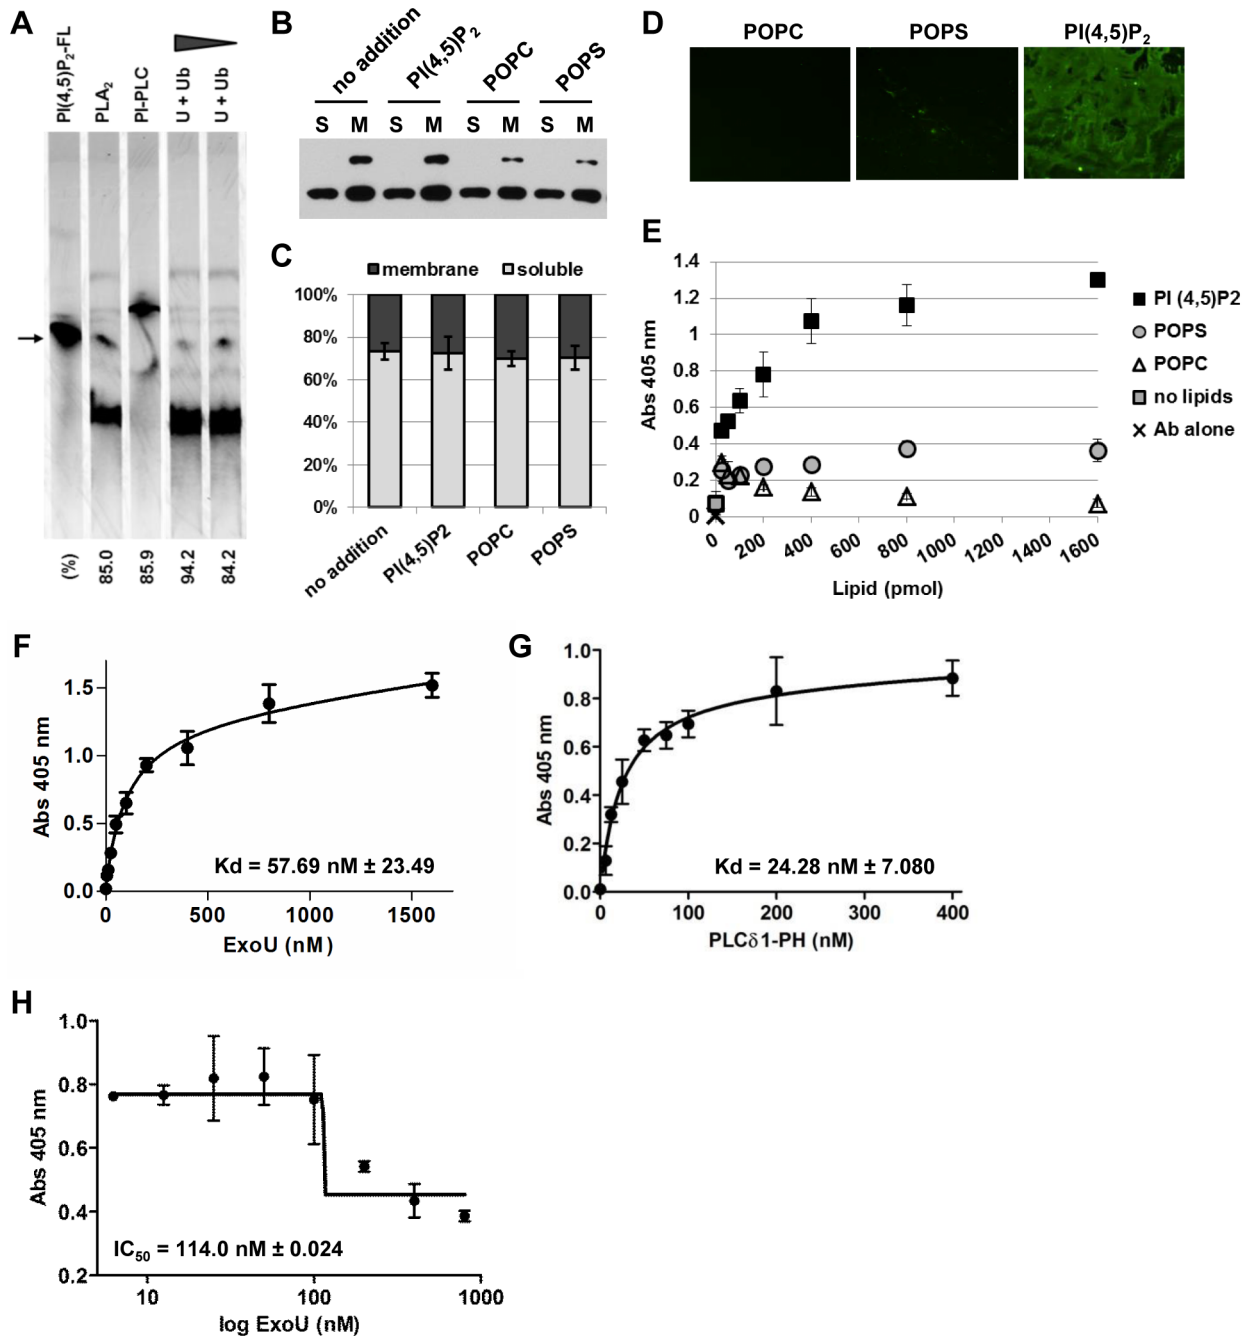 A
PI(4,5)P2-FL
PLA2
PI-PLC
U + Ub
U + Ub
(%)
85.0
85.9
94.2
84.2
B
no addition
PI(4,5)P2
POPC
POPS
S M S M S M S M
C
membrane soluble
100%
80%
60%
40%
20%
0%
no addition
PI(4,5)P2
POPC
POPS
D
POPC POPS PI(4,5)P2
E
Abs 405 nm
1.4
1.2
1
0.8
0.6
0.4
0.2
0
0 200 400 600 800 1000 1200 1400 1600
Lipid (pmol)
PI (4,5)P2
POPS
POPC
no lipids
Ab alone
F
Abs 405 nm
1.5
1.0
0.5
0.0
Kd = 57.69 nM ± 23.49
0 500 1000 1500
ExoU (nM)
G
Abs 405 nm
1.0
0.8
0.6
0.4
0.2
0.0
Kd = 24.28 nM ± 7.080
0 100 200 300 400
PLCδ1-PH (nM)
H
Abs 405 nm
1.0
0.8
0.6
0.4
0.2
IC50 = 114.0 nM ± 0.024
10 100 1000
log ExoU (nM)